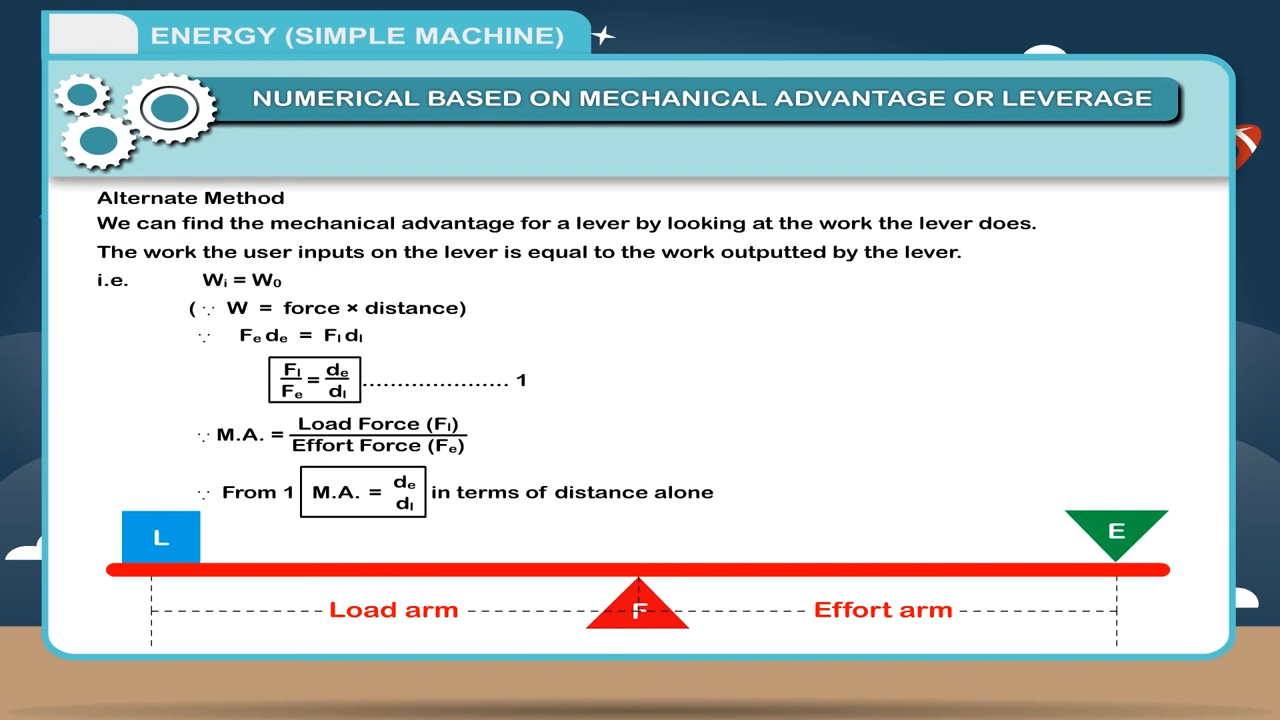 ENERGY (SIMPLE MACHINE)
NUMERICAL BASED ON MECHANICAL ADVANTAGE OR LEVERAGE
Alternate Method
We can find the mechanical advantage for a lever by looking at the work the lever does.
The work the user inputs on the lever is equal to the work outputted by the lever.
i.e. Wᵢ = W₀
( ∵ W = force × distance)
∵ Fₑ dₑ = Fₗ dₗ
Fₗ/Fₑ = dₑ/dₗ ..................... 1
∵ M.A. = Load Force (Fₗ)/Effort Force (Fₑ)
∵ From 1 M.A. = dₑ/dₗ in terms of distance alone
L
E
Load arm F Effort arm